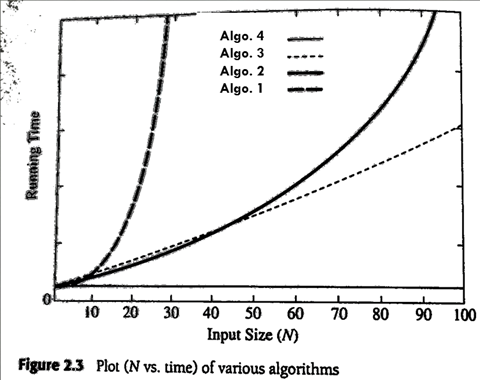 Algo. 4
Algo. 3
Algo. 2
Algo. 1
Running Time
0
10 20 30 40 50 60 70 80 90 100
Input Size (N)
Figure 2.3 Plot (N vs. time) of various algorithms